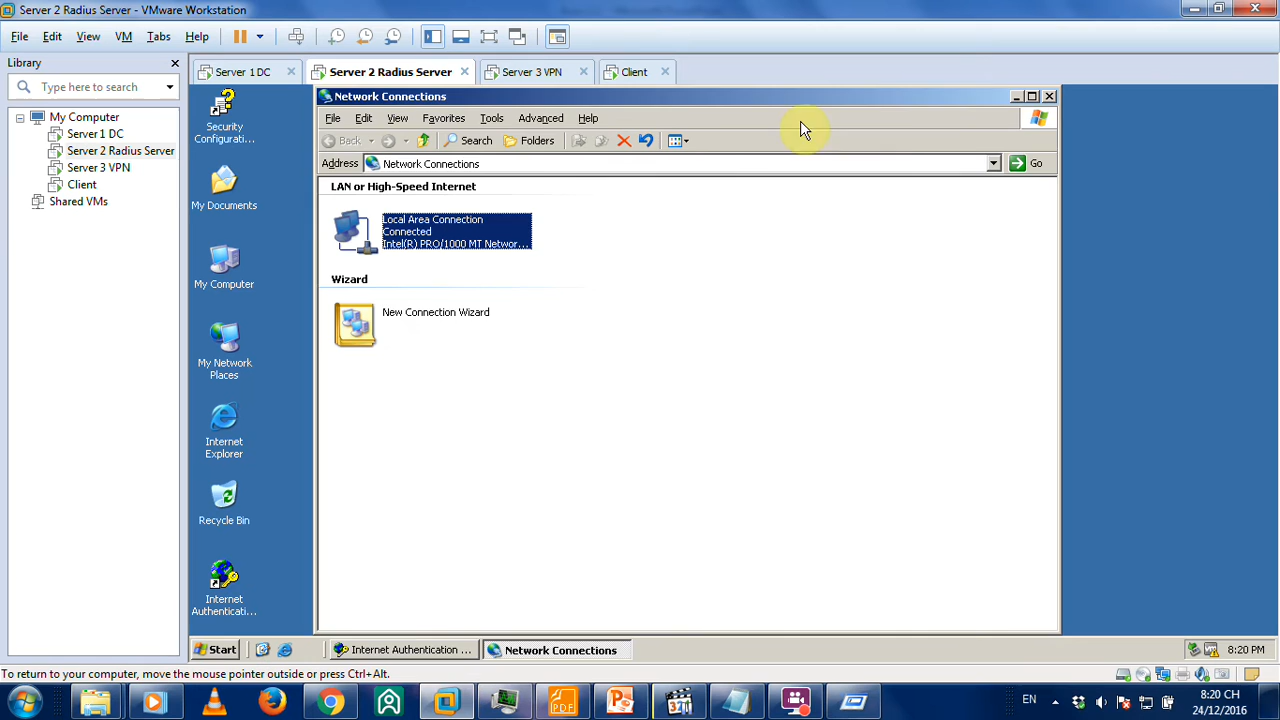 Server 2 Radius Server - VMware Workstation
File Edit View VM Tabs Help
Library
Type here to search
My Computer
Server 1 DC
Server 2 Radius Server
Server 3 VPN
Client
Shared VMs
Server 1 DC
Server 2 Radius Server
Server 3 VPN
Client
Security
Configurati...
My Documents
My Computer
My Network
Places
Internet
Explorer
Recycle Bin
Internet
Authenticati...
Network Connections
File Edit View Favorites Tools Advanced Help
Back Search Folders
Address Network Connections Go
LAN or High-Speed Internet
Local Area Connection
Connected
Intel(R) PRO/1000 MT Networ...
Wizard
New Connection Wizard
Start Internet Authentication ... Network Connections 8:20 PM
To return to your computer, move the mouse pointer outside or press Ctrl+Alt.
EN
8:20 CH
24/12/2016